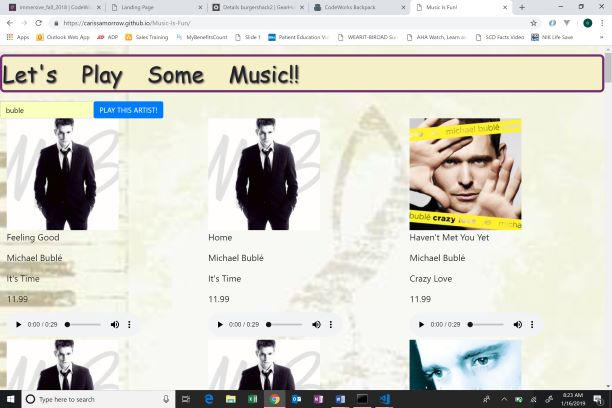 immersive_fall_2018 | CodeW
Landing Page
Details burgershack2 | GearH
CodeWorks Backpack
Music Is Fun/
https://carissamorrow.github.io/Music-Is-Fun/
Apps
Outlook Web App
ADP
Sales Training
MyBenefitsCount
Slide 1
Patient Education Vi
WEARIT-BIROAD Su
AHA Watch, Learn a
SCD Facts Video
NIK Life Save
Let's Play Some Music!!
buble
PLAY THIS ARTIST!
michael bublé
bublé crazy love
micha
Feeling Good
Home
Haven't Met You Yet
Michael Bublé
Michael Bublé
Michael Bublé
It's Time
It's Time
Crazy Love
11.99
11.99
11.99
0:00 / 0:29
0:00 / 0:29
0:00 / 0:29
Type here to search
8:23 AM
1/16/2019